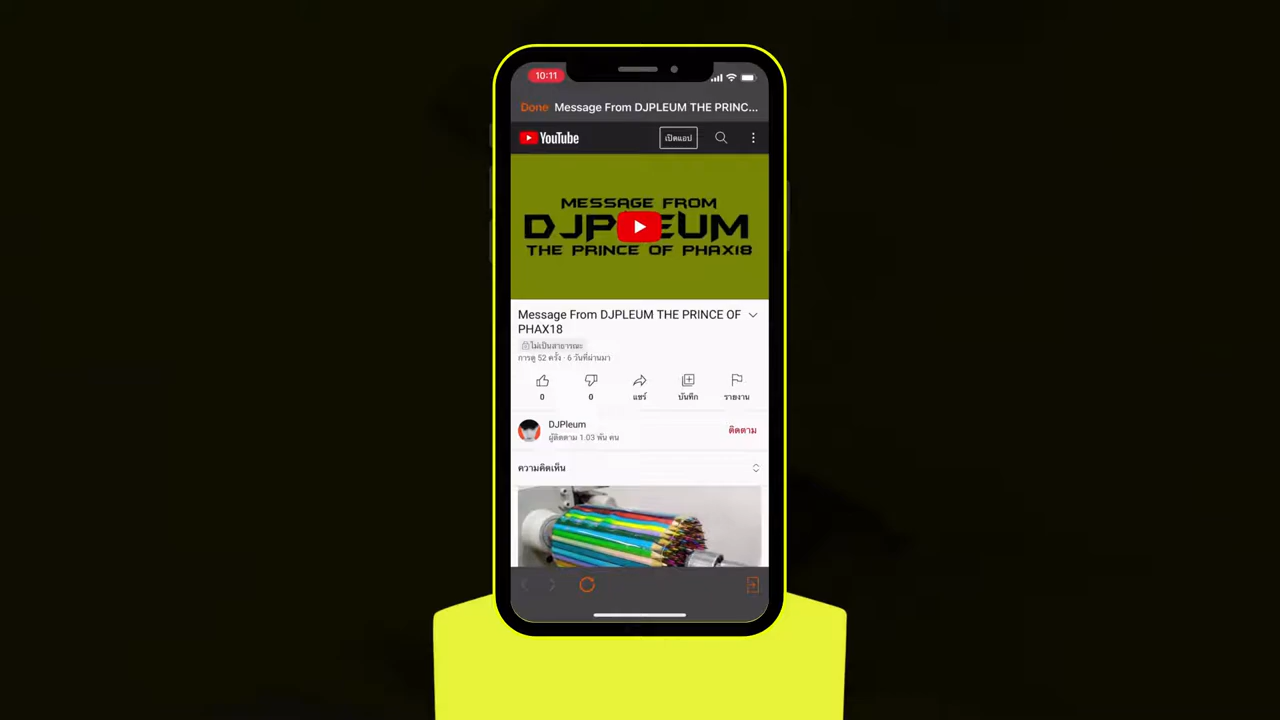 10:11
Done Message From DJPLEUM THE PRINC...
YouTube
เปิดแอป
MESSAGE FROM
DJPLEUM
THE PRINCE OF PHAX18
Message From DJPLEUM THE PRINCE OF
PHAX18
ไม่เป็นสาธารณะ
การดู 52 ครั้ง · 6 วันที่ผ่านมา
0 0 แชร์ บันทึก รายงาน
DJPleum
ผู้ติดตาม 1.03 พัน คน
ติดตาม
ความคิดเห็น